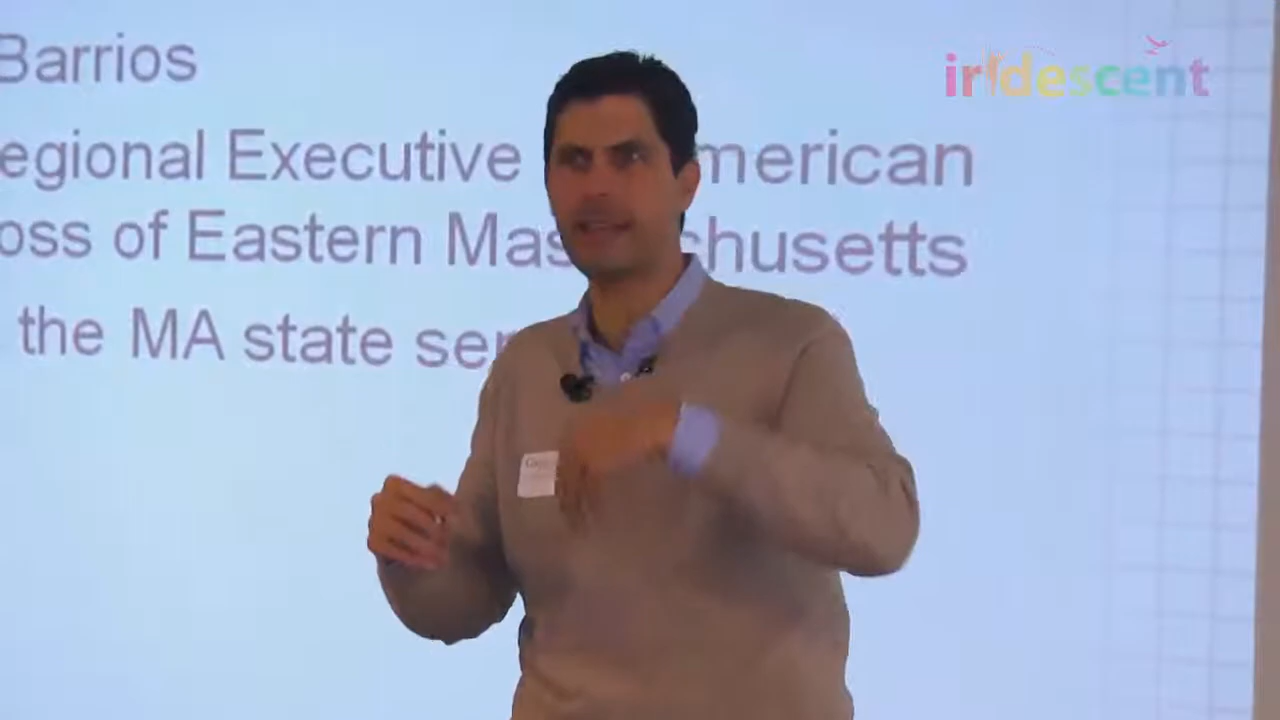 Barrios
iridescent
egional Executive merican
oss of Eastern Mas chusetts
the MA state se